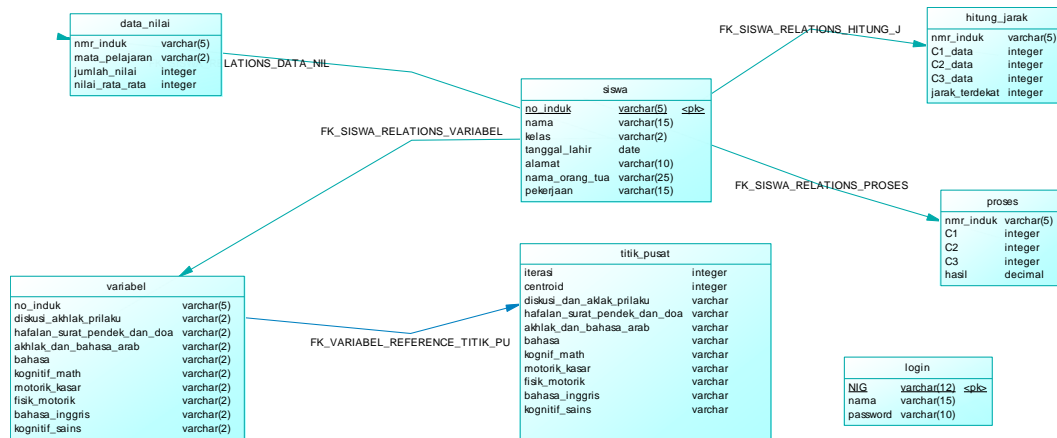 data_nilai
nmr_induk varchar(5)
mata_pelajaran varchar(2)
jumlah_nilai integer
nilai_rata_rata integer
LATIONS_DATA_NIL
FK_SISWA_RELATIONS_HITUNG_J
hitung_jarak
nmr_induk varchar(5)
C1_data integer
C2_data integer
C3_data integer
jarak_terdekat integer
siswa
no_induk varchar(5) <pk>
nama varchar(15)
kelas varchar(2)
tanggal_lahir date
alamat varchar(10)
nama_orang_tua varchar(25)
pekerjaan varchar(15)
FK_SISWA_RELATIONS_VARIABEL
FK_SISWA_RELATIONS_PROSES
proses
nmr_induk varchar(5)
C1 integer
C2 integer
C3 integer
hasil decimal
variabel
no_induk varchar(5)
diskusi_akhlak_prilaku varchar(2)
hafalan_surat_pendek_dan_doa varchar(2)
akhlak_dan_bahasa_arab varchar(2)
bahasa varchar(2)
kognitif_math varchar(2)
motorik_kasar varchar(2)
fisik_motorik varchar(2)
bahasa_inggris varchar(2)
kognitif_sains varchar(2)
FK_VARIABEL_REFERENCE_TITIK_PU
titik_pusat
iterasi integer
centroid integer
diskusi_dan_aklak_prilaku varchar
hafalan_surat_pendek_dan_doa varchar
akhlak_dan_bahasa_arab varchar
bahasa varchar
kognif_math varchar
motorik_kasar varchar
fisik_motorik varchar
bahasa_inggris varchar
kognitif_sains varchar
login
NIG varchar(12) <pk>
nama varchar(15)
password varchar(10)